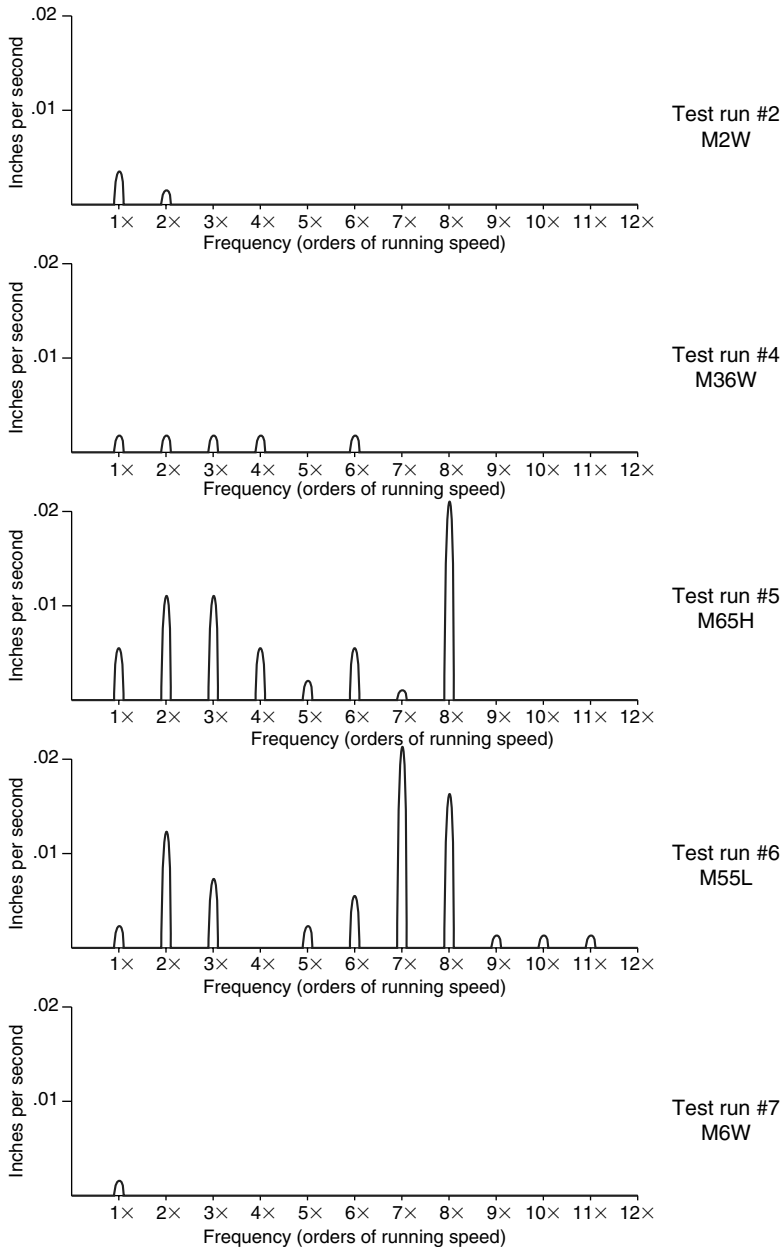 .02
Inches per second
.01
Test run #2
M2W
1× 2× 3× 4× 5× 6× 7× 8× 9× 10× 11× 12×
Frequency (orders of running speed)
.02
Inches per second
.01
Test run #4
M36W
1× 2× 3× 4× 5× 6× 7× 8× 9× 10× 11× 12×
Frequency (orders of running speed)
.02
Inches per second
.01
Test run #5
M65H
1× 2× 3× 4× 5× 6× 7× 8× 9× 10× 11× 12×
Frequency (orders of running speed)
.02
Inches per second
.01
Test run #6
M55L
1× 2× 3× 4× 5× 6× 7× 8× 9× 10× 11× 12×
Frequency (orders of running speed)
.02
Inches per second
.01
Test run #7
M6W
1× 2× 3× 4× 5× 6× 7× 8× 9× 10× 11× 12×
Frequency (orders of running speed)